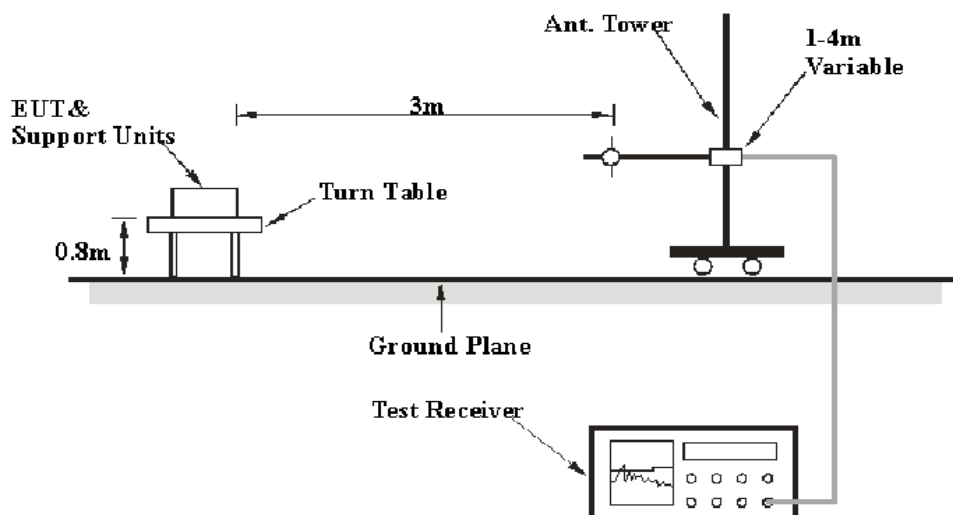 Ant. Tower
1-4m
Variable
EUT &
Support Units
3m
Turn Table
0.8m
Ground Plane
Test Receiver